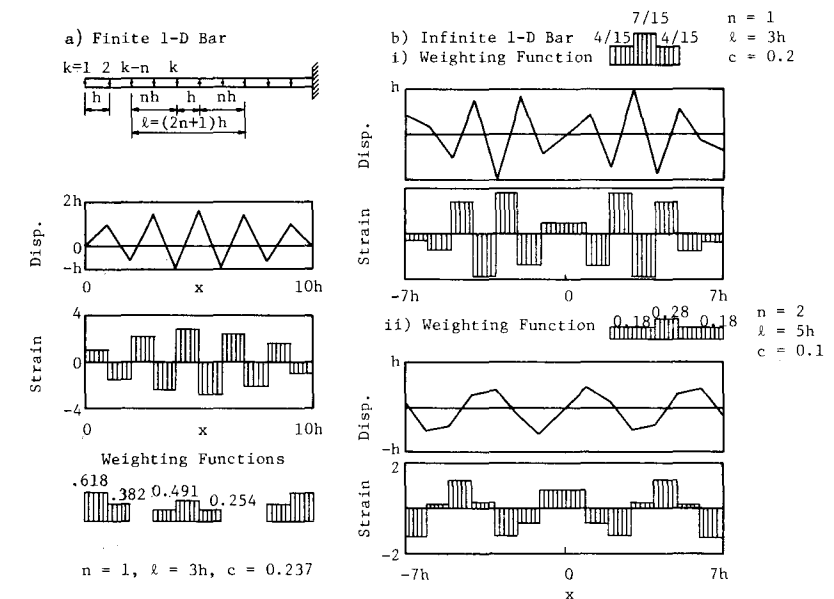 a) Finite 1-D Bar
k=1 2 k-n k
h nh h nh
ℓ=(2n+1)h
Disp.
2h
0
-h
0 x 10h
Strain
4
0
-4
0 x 10h
Weighting Functions
.618
.382
0.491
0.254
n = 1, ℓ = 3h, c = 0.237
b) Infinite 1-D Bar
i) Weighting Function
4/15
7/15
4/15
n = 1
ℓ = 3h
c = 0.2
Disp.
h
Strain
-7h 0 7h
ii) Weighting Function
0.18
0.28
0.18
n = 2
ℓ = 5h
c = 0.1
Disp.
h
-h
Strain
2
-2
-7h 0 7h
x